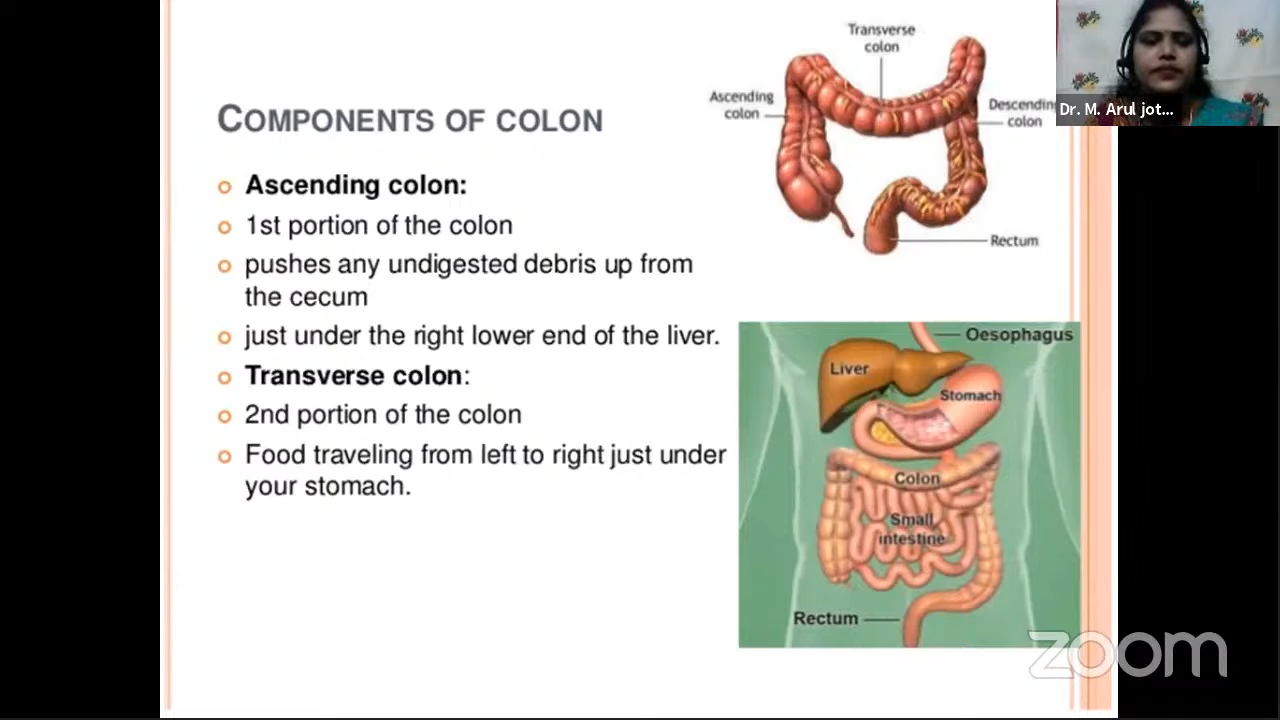 COMPONENTS OF COLON
Ascending colon:
1st portion of the colon
pushes any undigested debris up from
the cecum
just under the right lower end of the liver.
Transverse colon:
2nd portion of the colon
Food traveling from left to right just under
your stomach.
Transverse
colon
Ascending
colon
Descendin
colon
Rectum
Oesophagus
Liver
Stomach
Colon
Small
intestine
Rectum
Dr. M. Arul jot...
zoom